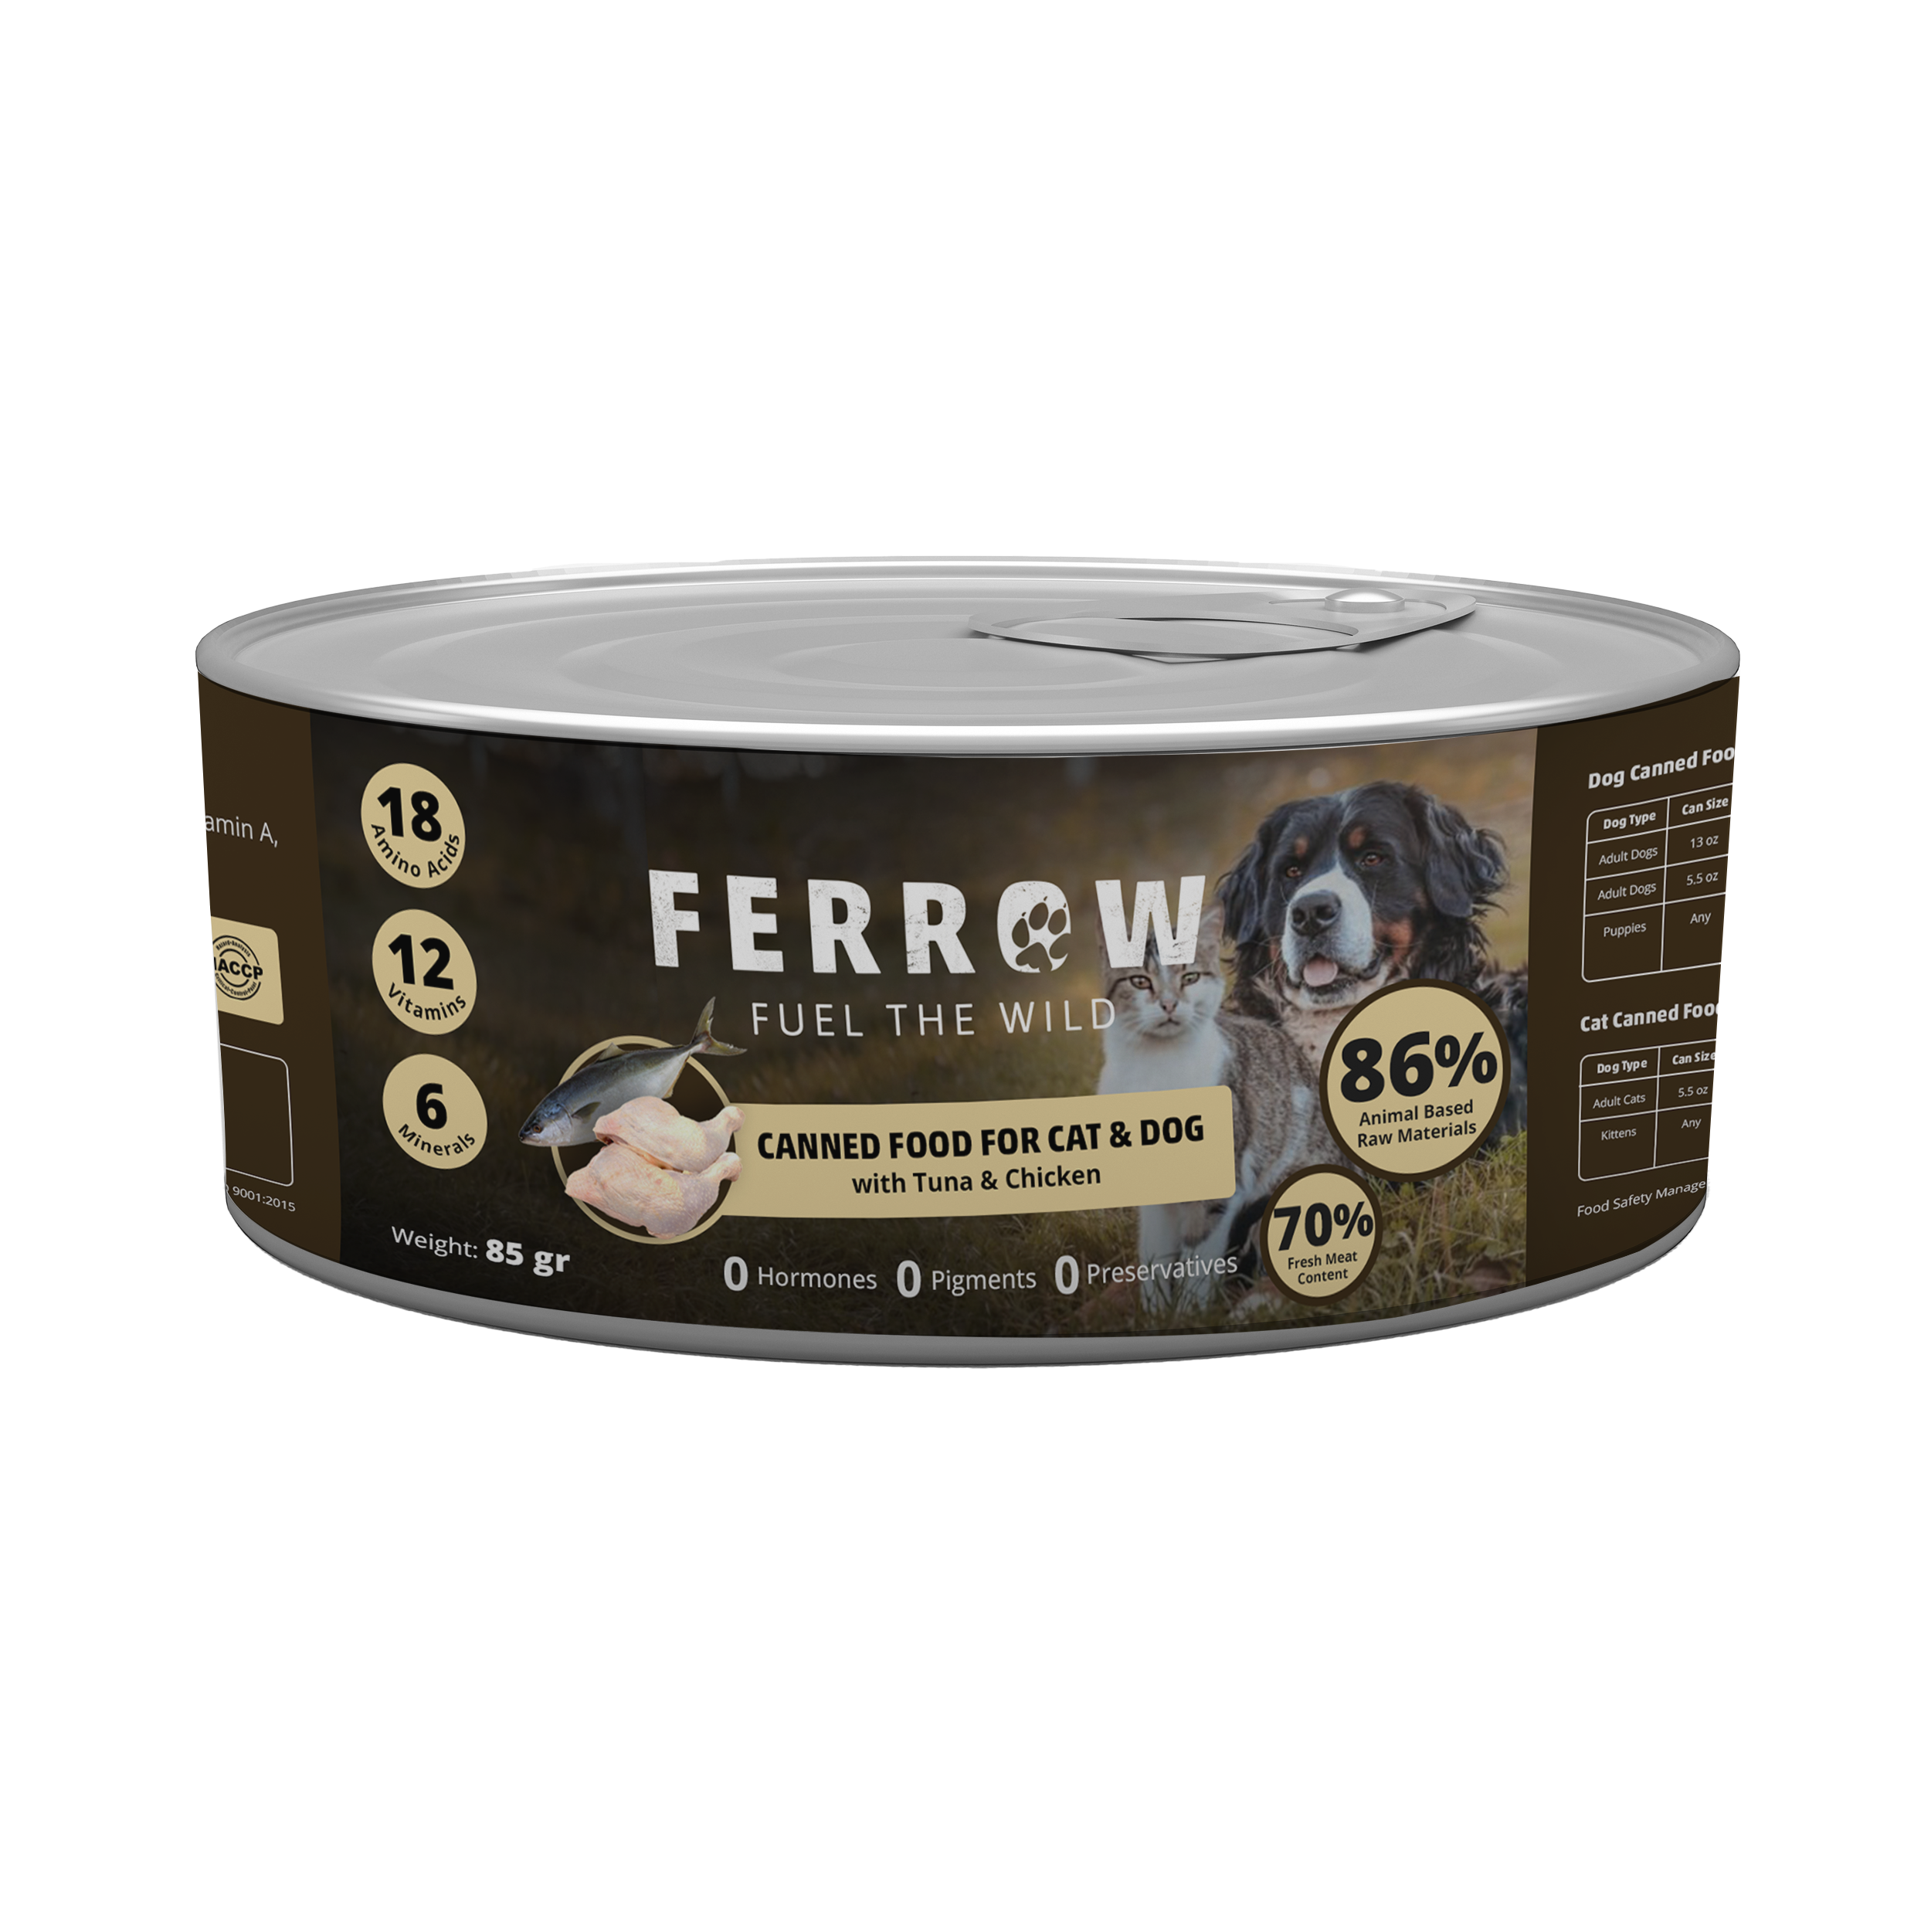 18
Amino Acids
12
Vitamins
6
Minerals
Weight: 85 gr
FERROW
FUEL THE WILD
CANNED FOOD FOR CAT & DOG
with Tuna & Chicken
0 Hormones 0 Pigments 0 Preservatives
86%
Animal Based
Raw Materials
70%
Fresh Meat
Content
amin A,
ACCP
9001:2015
Dog Canned Foo
Dog Type Can Size
Adult Dogs 13 oz
Adult Dogs 5,5 oz
Puppies Any
Cat Canned Foo
Dog Type Can Size
Adult Cats 5.5 oz
Kittens Any
Food Safety Manage